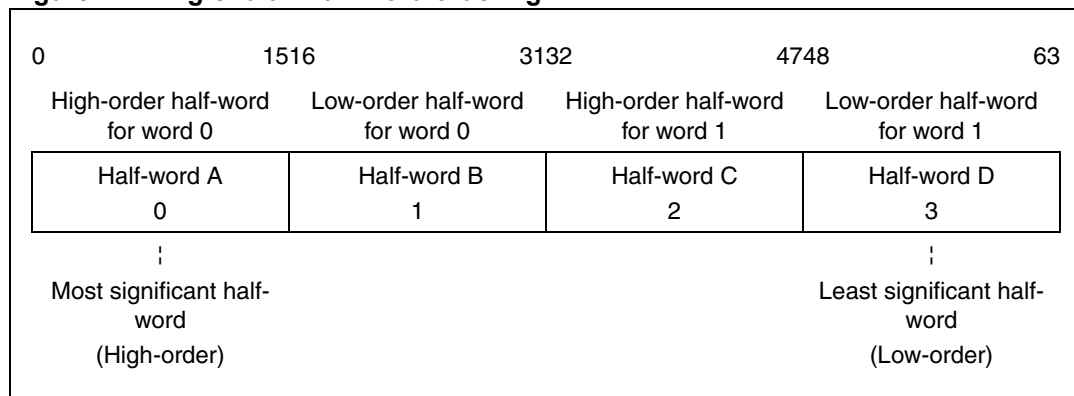 0 1516 3132 4748 63
High-order half-word Low-order half-word High-order half-word Low-order half-word
for word 0 for word 0 for word 1 for word 1
Half-word A Half-word B Half-word C Half-word D
0 1 2 3
Most significant half- Least significant half-
word word
(High-order) (Low-order)